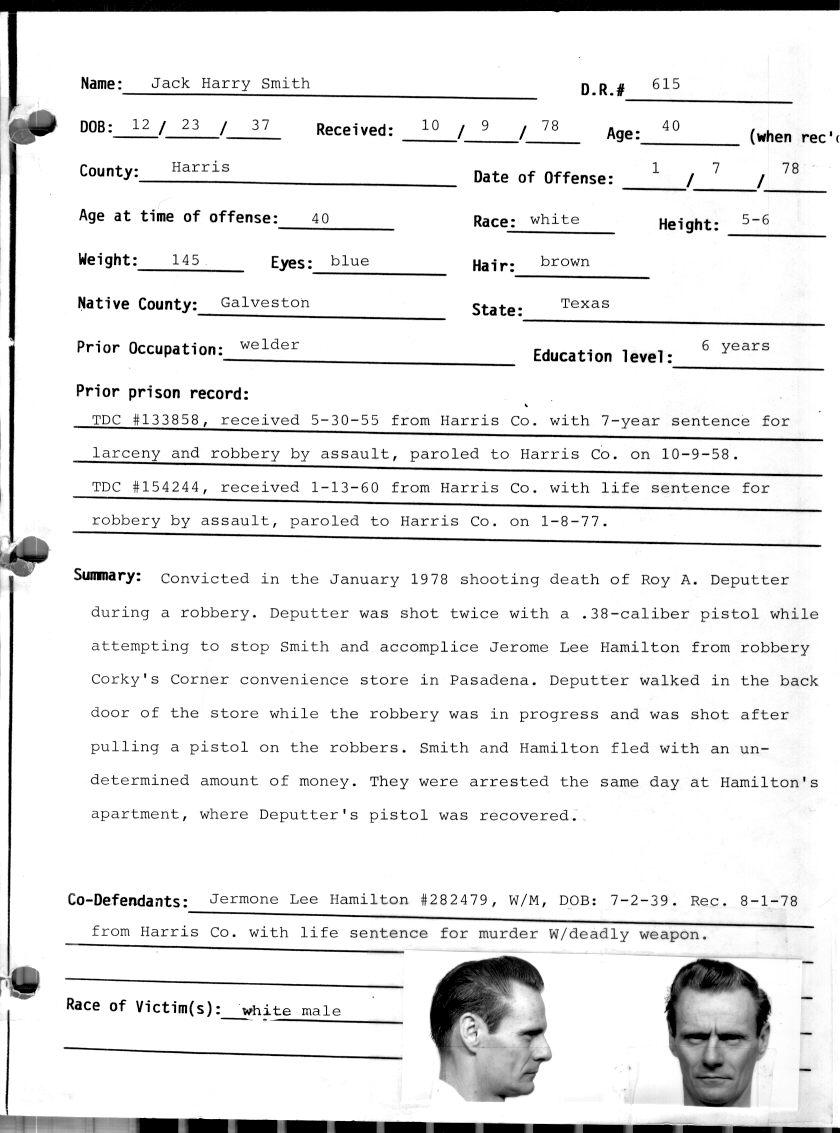 Name: Jack Harry Smith D.R.# 615
DOB: 12 / 23 / 37 Received: 10 / 9 / 78 Age: 40 (when rec'd
County: Harris Date of Offense: 1 / 7 / 78
Age at time of offense: 40 Race: white Height: 5-6
Weight: 145 Eyes: blue Hair: brown
Native County: Galveston State: Texas
Prior Occupation: welder Education level: 6 years
Prior prison record:
TDC #133858, received 5-30-55 from Harris Co. with 7-year sentence for
larceny and robbery by assault, paroled to Harris Co. on 10-9-58.
TDC #154244, received 1-13-60 from Harris Co. with life sentence for
robbery by assault, paroled to Harris Co. on 1-8-77.
Summary: Convicted in the January 1978 shooting death of Roy A. Deputter
during a robbery. Deputter was shot twice with a .38-caliber pistol while
attempting to stop Smith and accomplice Jerome Lee Hamilton from robbery
Corky's Corner convenience store in Pasadena. Deputter walked in the back
door of the store while the robbery was in progress and was shot after
pulling a pistol on the robbers. Smith and Hamilton fled with an un-
determined amount of money. They were arrested the same day at Hamilton's
apartment, where Deputter's pistol was recovered.
Co-Defendants: Jermone Lee Hamilton #282479, W/M, DOB: 7-2-39. Rec. 8-1-78
from Harris Co. with life sentence for murder W/deadly weapon.
Race of Victim(s): white male